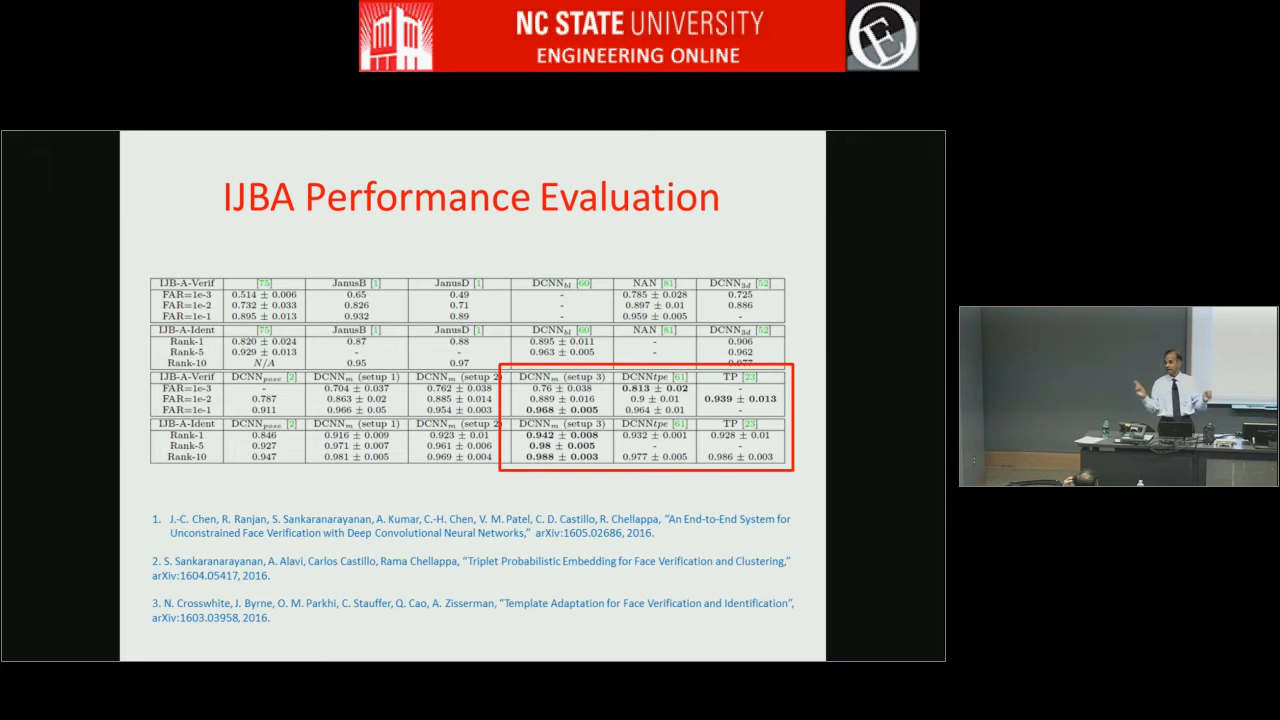 NC STATE UNIVERSITY
ENGINEERING ONLINE
IJBA Performance Evaluation
IJB-A-Verif [75] JanusB [1] JanusD [1] DCNNbl [60] NAN [81] DCNN3d [52]
FAR=1e-3 0.514 ± 0.006 0.65 0.49 - 0.785 ± 0.028 0.725
FAR=1e-2 0.732 ± 0.033 0.826 0.71 - 0.897 ± 0.01 0.886
FAR=1e-1 0.895 ± 0.013 0.932 0.89 - 0.959 ± 0.005 -
IJB-A-Ident [75] JanusB [1] JanusD [1] DCNNbl [60] NAN [81] DCNN3d [52]
Rank-1 0.820 ± 0.024 0.87 0.88 0.895 ± 0.011 - 0.906
Rank-5 0.929 ± 0.013 - - 0.963 ± 0.005 - 0.962
Rank-10 N/A 0.95 0.97 - - 0.977
IJB-A-Verif DCNNpose [2] DCNNm (setup 1) DCNNm (setup 2) DCNNm (setup 3) DCNNtpe [61] TP [23]
FAR=1e-3 - 0.704 ± 0.037 0.762 ± 0.038 0.76 ± 0.038 0.813 ± 0.02 -
FAR=1e-2 0.787 0.863 ± 0.02 0.885 ± 0.014 0.889 ± 0.016 0.9 ± 0.01 0.939 ± 0.013
FAR=1e-1 0.911 0.966 ± 0.05 0.954 ± 0.003 0.968 ± 0.005 0.964 ± 0.01 -
IJB-A-Ident DCNNpose [2] DCNNm (setup 1) DCNNm (setup 2) DCNNm (setup 3) DCNNtpe [61] TP [23]
Rank-1 0.846 0.916 ± 0.009 0.923 ± 0.01 0.942 ± 0.008 0.932 ± 0.001 0.928 ± 0.01
Rank-5 0.927 0.971 ± 0.007 0.961 ± 0.006 0.98 ± 0.005 - -
Rank-10 0.947 0.981 ± 0.005 0.969 ± 0.004 0.988 ± 0.003 0.977 ± 0.005 0.986 ± 0.003
1. J.-C. Chen, R. Ranjan, S. Sankaranarayanan, A. Kumar, C.-H. Chen, V. M. Patel, C. D. Castillo, R. Chellappa, “An End-to-End System for
Unconstrained Face Verification with Deep Convolutional Neural Networks,” arXiv:1605.02686, 2016.
2. S. Sankaranarayanan, A. Alavi, Carlos Castillo, Rama Chellappa, “Triplet Probabilistic Embedding for Face Verification and Clustering,”
arXiv:1604.05417, 2016.
3. N. Crosswhite, J. Byrne, O. M. Parkhi, C. Stauffer, Q. Cao, A. Zisserman, “Template Adaptation for Face Verification and Identification”,
arXiv:1603.03958, 2016.